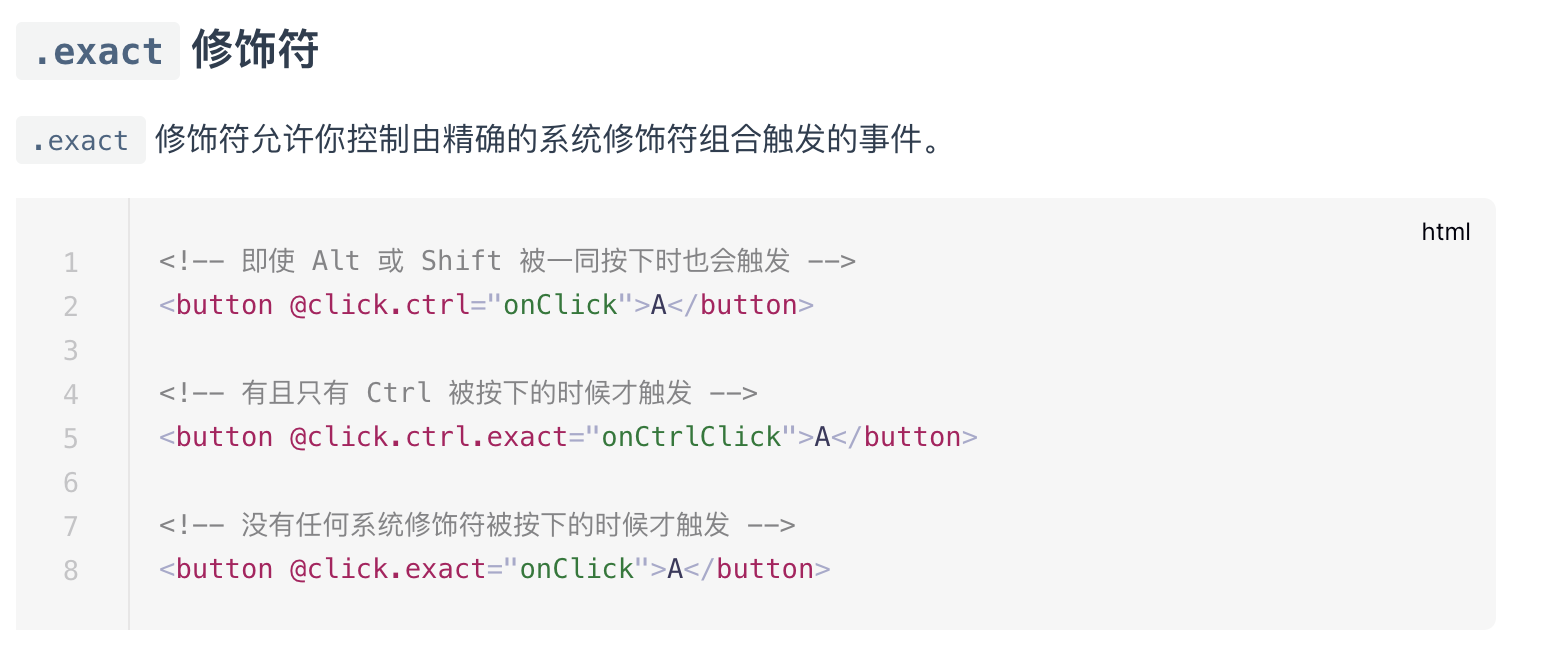 .exact 修饰符
.exact 修饰符允许你控制由精确的系统修饰符组合触发的事件。
html
1 <!-- 即使 Alt 或 Shift 被一同按下时也会触发 -->
2 <button @click.ctrl="onClick">A</button>
3
4 <!-- 有且只有 Ctrl 被按下的时候才触发 -->
5 <button @click.ctrl.exact="onCtrlClick">A</button>
6
7 <!-- 没有任何系统修饰符被按下的时候才触发 -->
8 <button @click.exact="onClick">A</button>